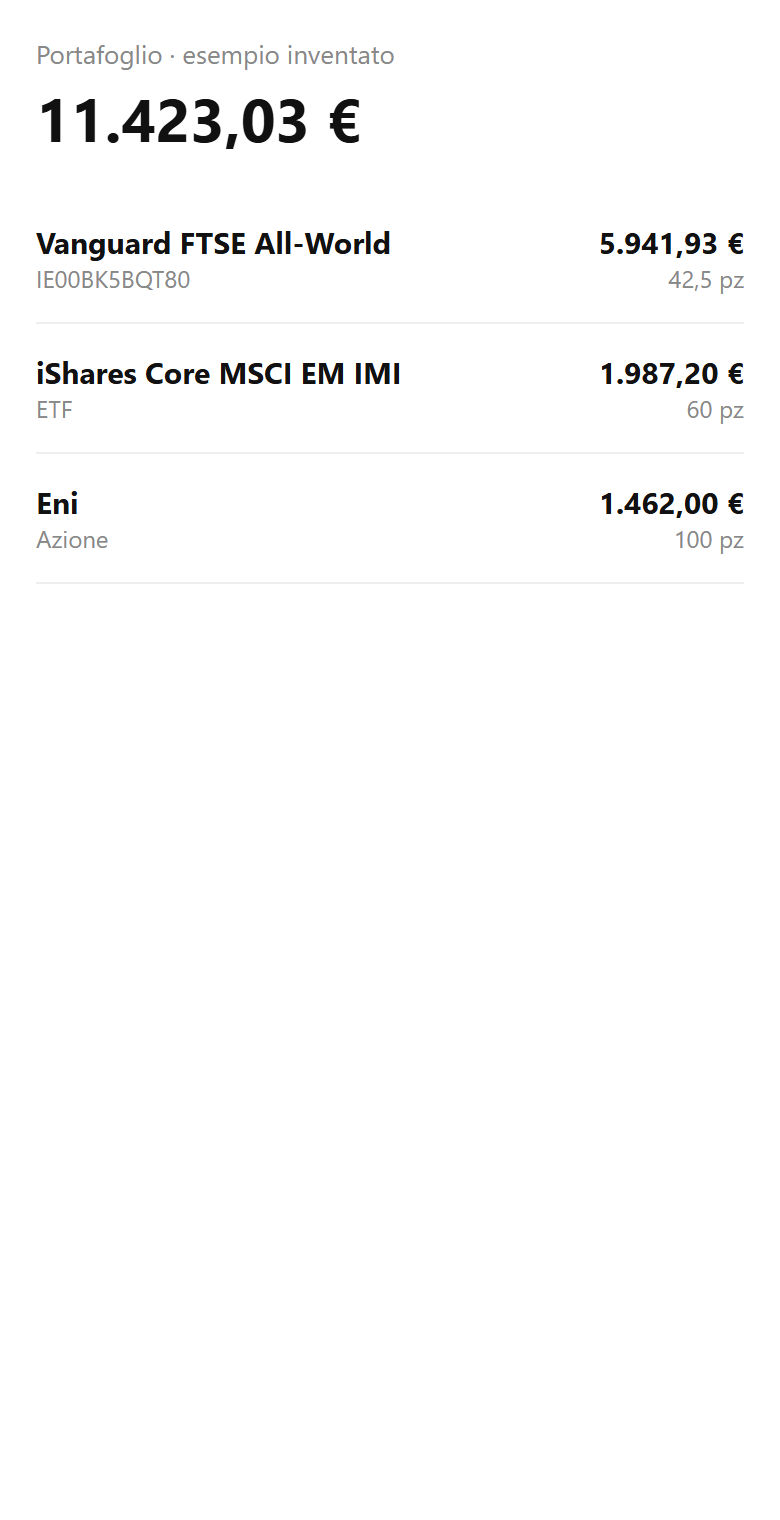 Portafoglio · esempio inventato
11.423,03 €
Vanguard FTSE All-World 5.941,93 €
IE00BK5BQT80 42,5 pz
iShares Core MSCI EM IMI 1.987,20 €
ETF 60 pz
Eni 1.462,00 €
Azione 100 pz